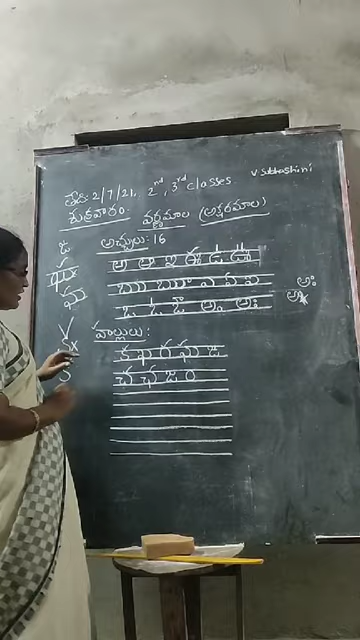 తేది: 2/7/21, 2nd, 3rd classes V. Subhashini
శుక్రవారం: వర్ణమాల (అక్షరమాల)
అచ్చులు: 16
అ ఆ ఇ ఈ ఉ ఊ
ఋ ౠ ఎ ఏ ఐ
ఒ ఓ ఔ అం అః
అః
హల్లులు:
క ఖ గ ఘ ఙ
చ ఛ జ